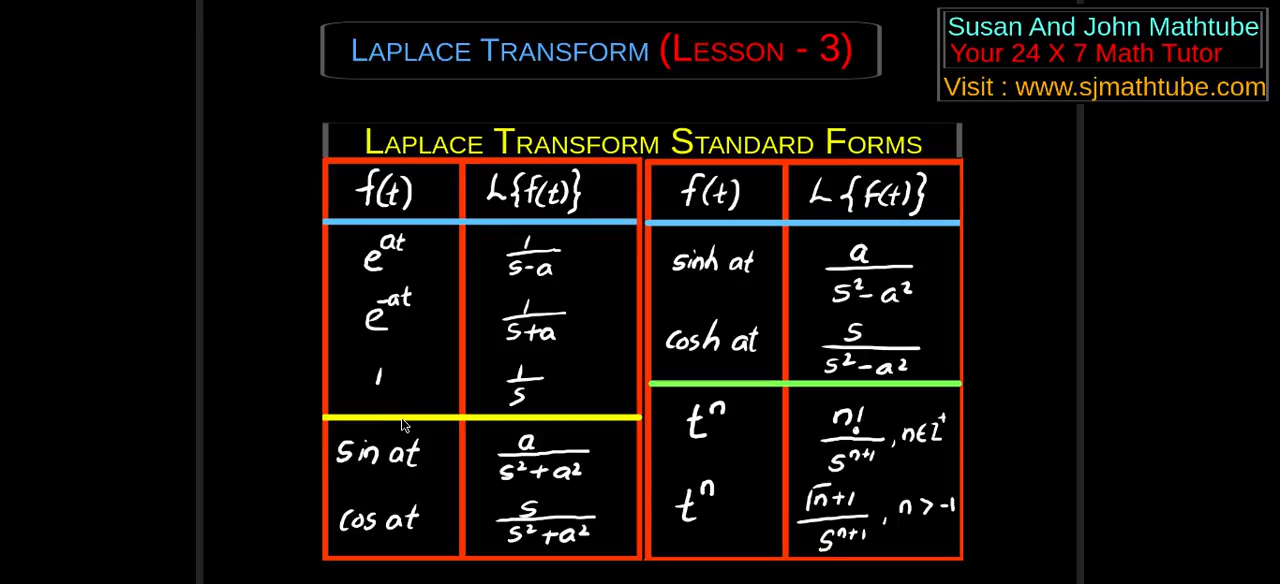 LAPLACE TRANSFORM (LESSON - 3)
Susan And John Mathtube
Your 24 X 7 Math Tutor
Visit : www.sjmathtube.com
LAPLACE TRANSFORM STANDARD FORMS
f(t) L{f(t)}
e^at 1/(s-a)
e^-at 1/(s+a)
1 1/s
sin at a/(s²+a²)
cos at s/(s²+a²)
f(t) L{f(t)}
sinh at a/(s²-a²)
cosh at s/(s²-a²)
t^n n!/s^(n+1), n∈Z⁺
t^n Γn+1/s^(n+1), n > -1